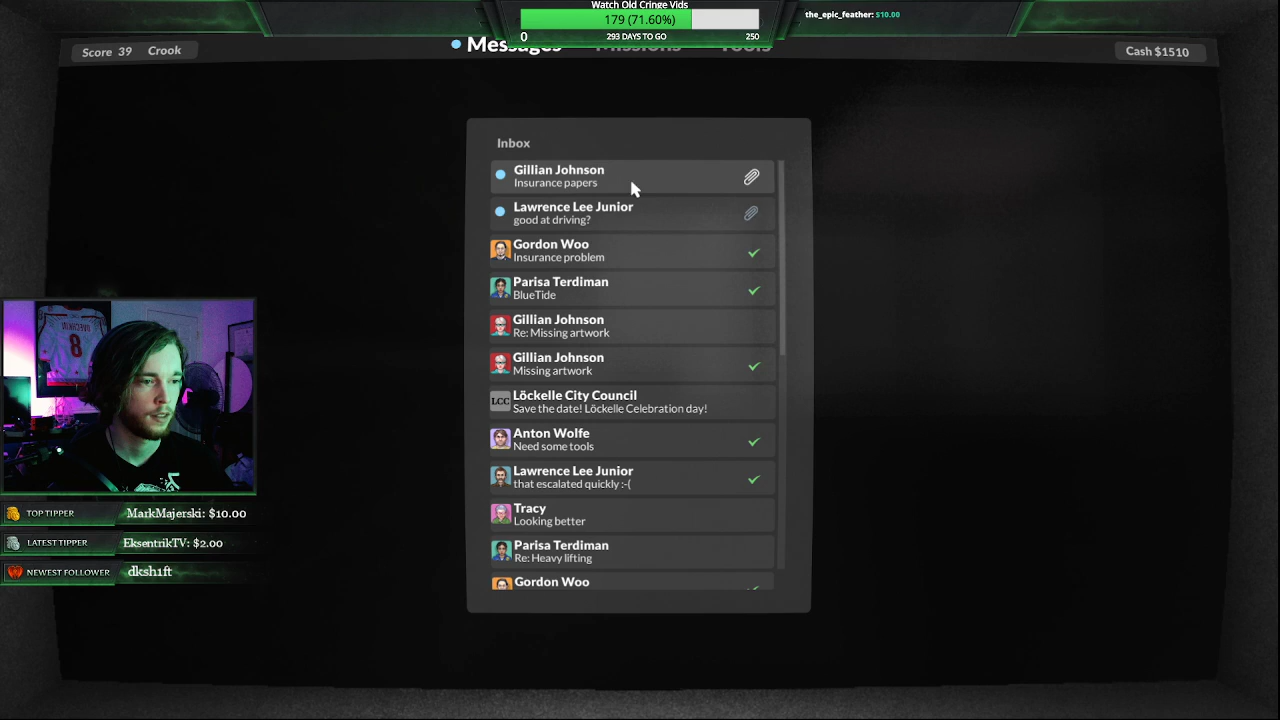 Watch Old Cringe Vids
179 (71.60%)
0
293 DAYS TO GO
250
the_epic_feather: $10.00
Score 39
Crook
Messages
Missions
Tools
Cash $1510
Inbox
Gillian Johnson
Insurance papers
Lawrence Lee Junior
good at driving?
Gordon Woo
Insurance problem
Parisa Terdiman
BlueTide
Gillian Johnson
Re: Missing artwork
Gillian Johnson
Missing artwork
LCC
Löckelle City Council
Save the date! Löckelle Celebration day!
Anton Wolfe
Need some tools
Lawrence Lee Junior
that escalated quickly :-(
Tracy
Looking better
Parisa Terdiman
Re: Heavy lifting
Gordon Woo
OVECHKIN
8
TOP TIPPER
MarkMajerski: $10.00
LATEST TIPPER
EksentrikTV: $2.00
NEWEST FOLLOWER
dksh1ft